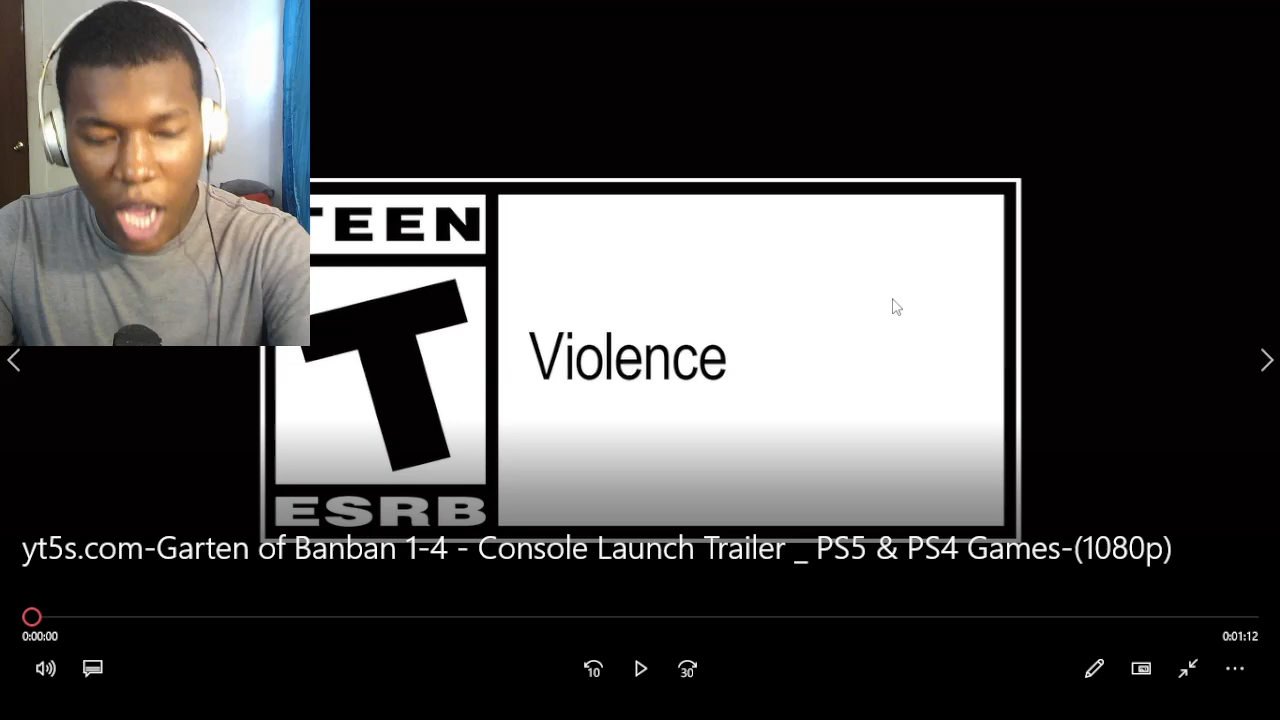 TEEN
T
Violence
ESRB
yt5s.com-Garten of Banban 1-4 - Console Launch Trailer _ PS5 & PS4 Games-(1080p)
0:00:00
0:01:12
10
30